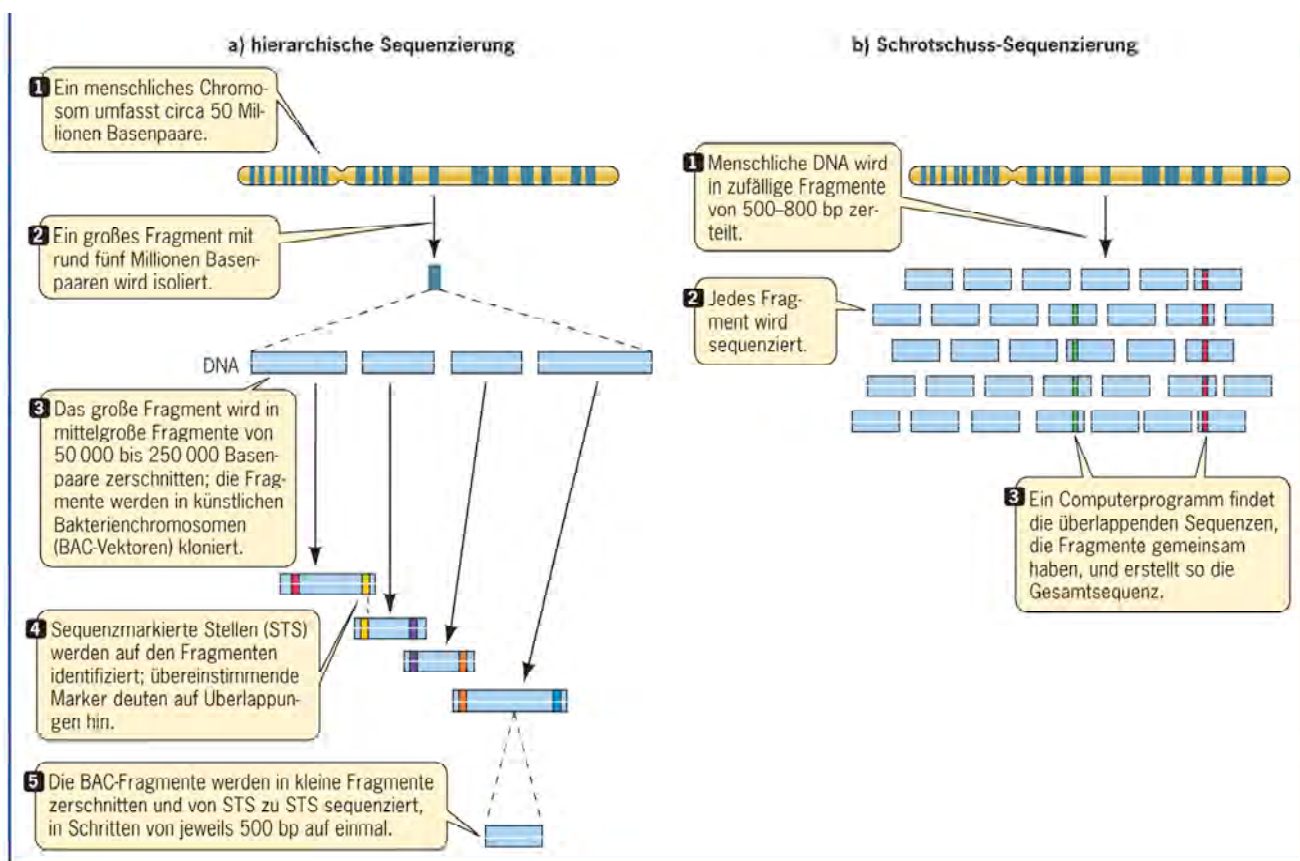 a) hierarchische Sequenzierung
1 Ein menschliches Chromo-
som umfasst circa 50 Mil-
lionen Basenpaare.
2 Ein großes Fragment mit
rund fünf Millionen Basen-
paaren wird isoliert.
DNA
3 Das große Fragment wird in
mittelgroße Fragmente von
50 000 bis 250 000 Basen-
paare zerschnitten; die Frag-
mente werden in künstlichen
Bakterienchromosomen
(BAC-Vektoren) kloniert.
4 Sequenzmarkierte Stellen (STS)
werden auf den Fragmenten
identifiziert; übereinstimmende
Marker deuten auf Überlappun-
gen hin.
5 Die BAC-Fragmente werden in kleine Fragmente
zerschnitten und von STS zu STS sequenziert,
in Schritten von jeweils 500 bp auf einmal.
b) Schrotschuss-Sequenzierung
1 Menschliche DNA wird
in zufällige Fragmente
von 500–800 bp zer-
teilt.
2 Jedes Frag-
ment wird
sequenziert.
3 Ein Computerprogramm findet
die überlappenden Sequenzen,
die Fragmente gemeinsam
haben, und erstellt so die
Gesamtsequenz.